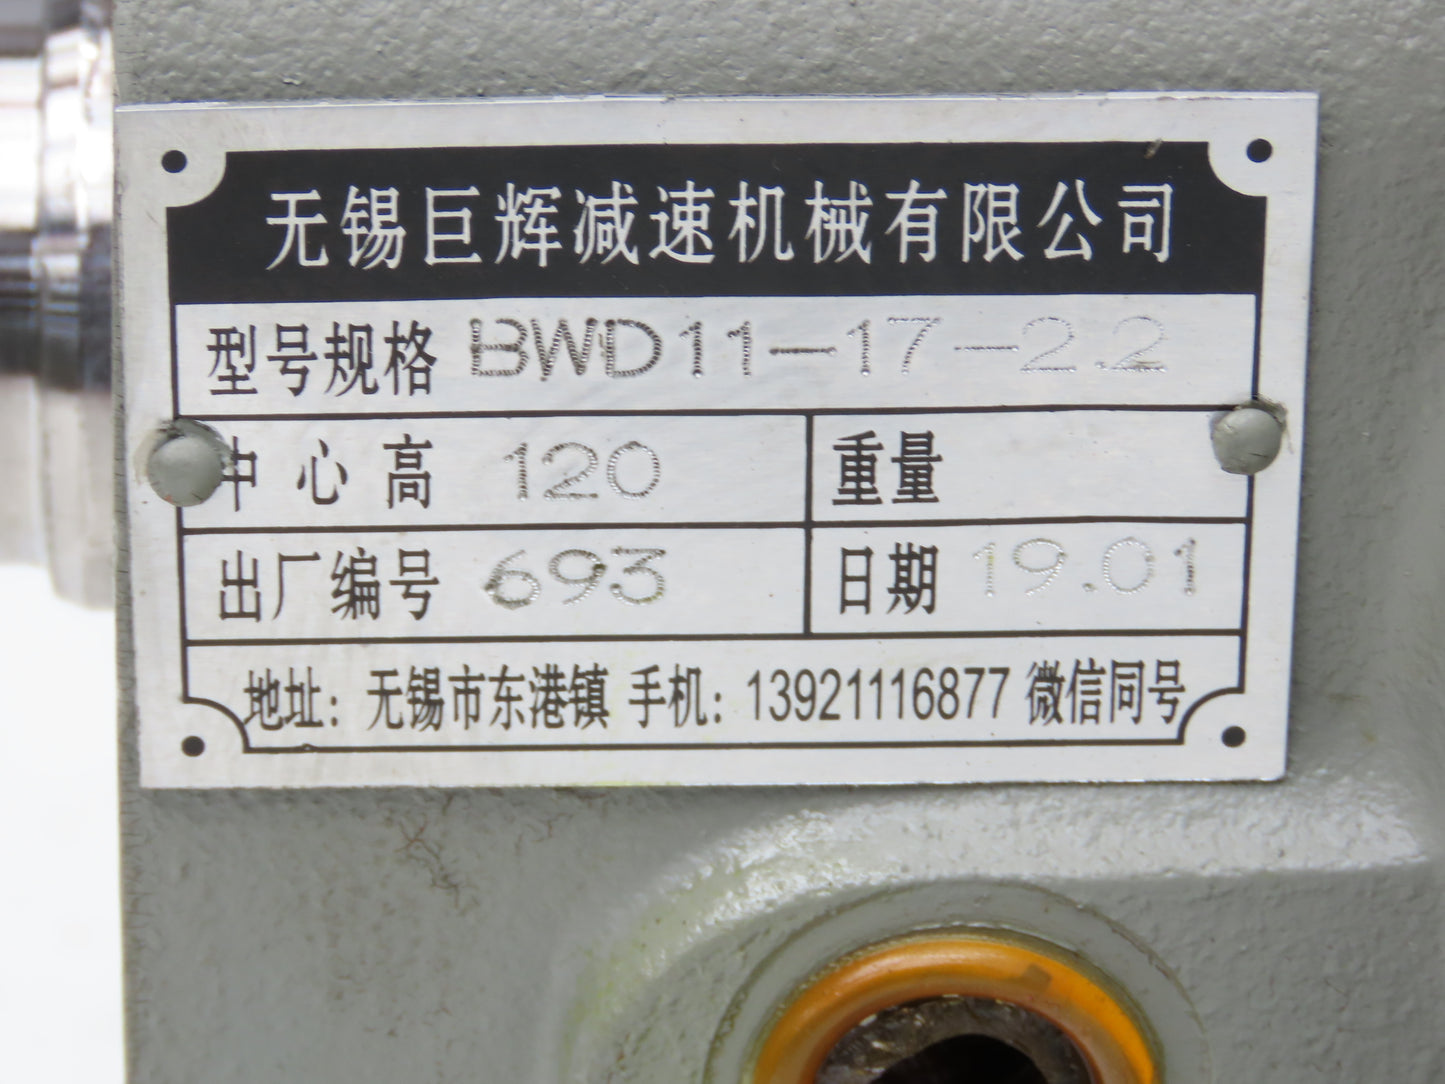 无锡巨辉减速机械有限公司
型号规格 BWD11-17-2.2
中心高 120 重量
出厂编号 693 日期 19.01
地址：无锡市东港镇 手机：13921116877 微信同号